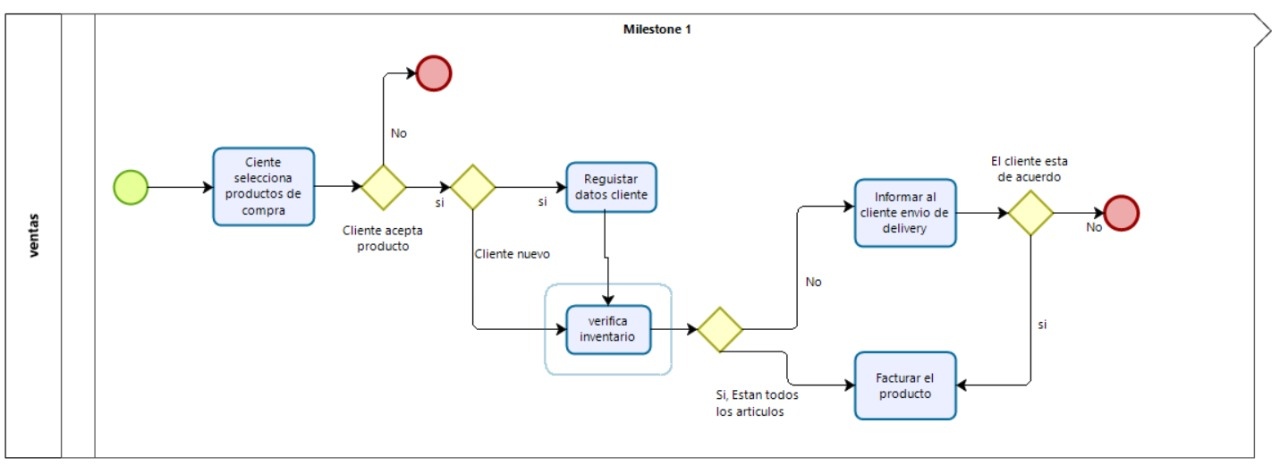 Milestone 1
ventas
No
Ciente
selecciona
productos de
compra
Cliente acepta
producto
si
si
Cliente nuevo
Reguistar
datos cliente
verifica
inventario
No
Si, Estan todos
los articulos
Informar al
cliente envio de
delivery
El cliente esta
de acuerdo
No
si
Facturar el
producto